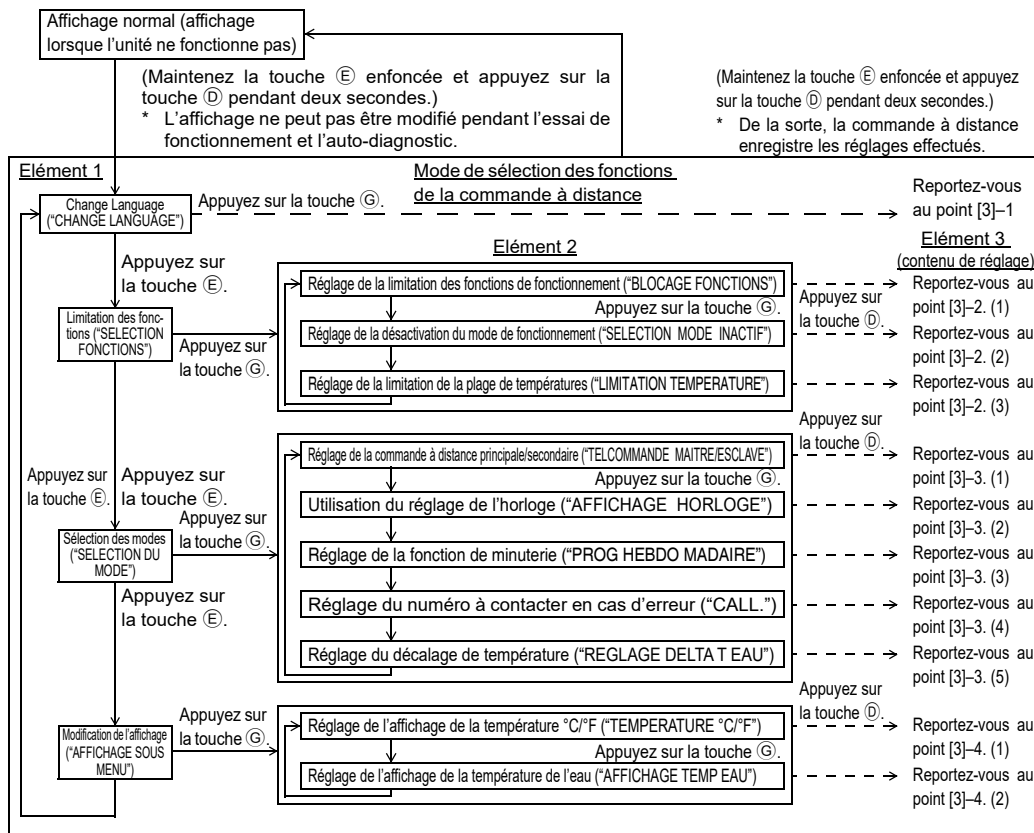 Affichage normal (affichage
lorsque l'unité ne fonctionne pas)
(Maintenez la touche Ⓔ enfoncée et appuyez sur la
touche Ⓓ pendant deux secondes.)
* L'affichage ne peut pas être modifié pendant l'essai de
fonctionnement et l'auto-diagnostic.
(Maintenez la touche Ⓔ enfoncée et appuyez
sur la touche Ⓓ pendant deux secondes.)
* De la sorte, la commande à distance
enregistre les réglages effectués.
Elément 1
Mode de sélection des fonctions
de la commande à distance
Change Language
("CHANGE LANGUAGE")
Appuyez sur la touche Ⓖ.
Reportez-vous
au point [3]–1
Elément 2
Elément 3
(contenu de réglage)
Appuyez sur
la touche Ⓔ.
Limitation des fonc-
tions ("SELECTION
FONCTIONS")
Appuyez sur
la touche Ⓖ.
Réglage de la limitation des fonctions de fonctionnement ("BLOCAGE FONCTIONS")
Appuyez sur la touche Ⓖ.
Appuyez sur
la touche Ⓓ.
Reportez-vous au
point [3]–2. (1)
Réglage de la désactivation du mode de fonctionnement ("SELECTION MODE INACTIF")
Reportez-vous au
point [3]–2. (2)
Réglage de la limitation de la plage de températures ("LIMITATION TEMPERATURE")
Reportez-vous au
point [3]–2. (3)
Appuyez sur
la touche Ⓔ.
Appuyez sur
la touche Ⓔ.
Sélection des modes
("SELECTION DU
MODE")
Appuyez sur
la touche Ⓖ.
Appuyez sur
la touche Ⓓ.
Réglage de la commande à distance principale/secondaire ("TELCOMMANDE MAITRE/ESCLAVE")
Appuyez sur la touche Ⓖ.
Reportez-vous au
point [3]–3. (1)
Utilisation du réglage de l'horloge ("AFFICHAGE HORLOGE")
Reportez-vous au
point [3]–3. (2)
Réglage de la fonction de minuterie ("PROG HEBDO MADAIRE")
Reportez-vous au
point [3]–3. (3)
Réglage du numéro à contacter en cas d'erreur ("CALL.")
Reportez-vous au
point [3]–3. (4)
Réglage du décalage de température ("REGLAGE DELTA T EAU")
Reportez-vous au
point [3]–3. (5)
Appuyez sur
la touche Ⓔ.
Modification de l'affichage
("AFFICHAGE SOUS
MENU")
Appuyez sur
la touche Ⓖ.
Appuyez sur
la touche Ⓓ.
Réglage de l'affichage de la température °C/°F ("TEMPERATURE °C/°F")
Appuyez sur la touche Ⓖ.
Reportez-vous au
point [3]–4. (1)
Réglage de l'affichage de la température de l'eau ("AFFICHAGE TEMP EAU")
Reportez-vous au
point [3]–4. (2)